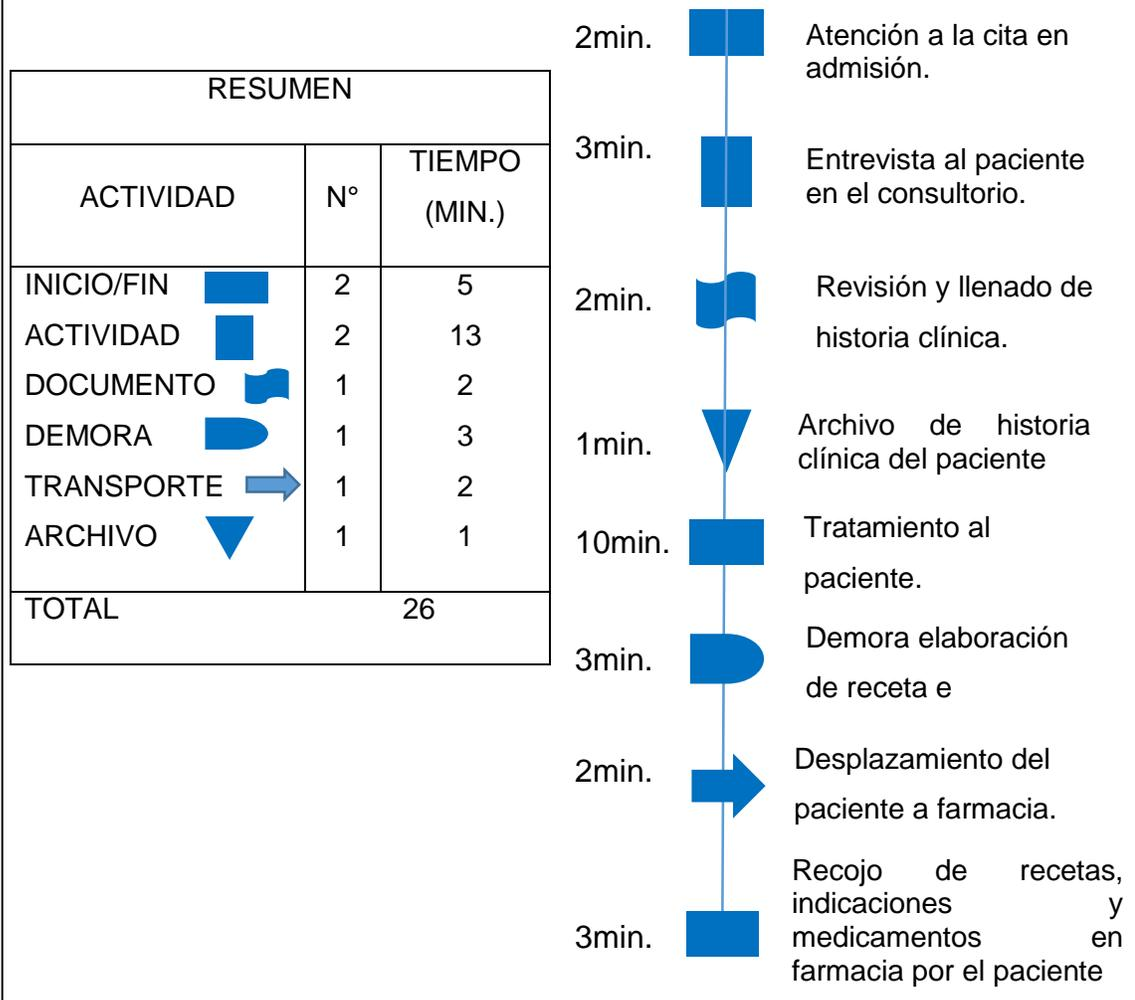 RESUMEN
ACTIVIDAD N° TIEMPO (MIN.)
INICIO/FIN 2 5
ACTIVIDAD 2 13
DOCUMENTO 1 2
DEMORA 1 3
TRANSPORTE 1 2
ARCHIVO 1 1
TOTAL 26
2min. Atención a la cita en
admisión.
3min. Entrevista al paciente
en el consultorio.
2min. Revisión y llenado de
historia clínica.
1min. Archivo de historia
clínica del paciente
10min. Tratamiento al
paciente.
3min. Demora elaboración
de receta e
2min. Desplazamiento del
paciente a farmacia.
3min. Recojo de recetas,
indicaciones y
medicamentos en
farmacia por el paciente